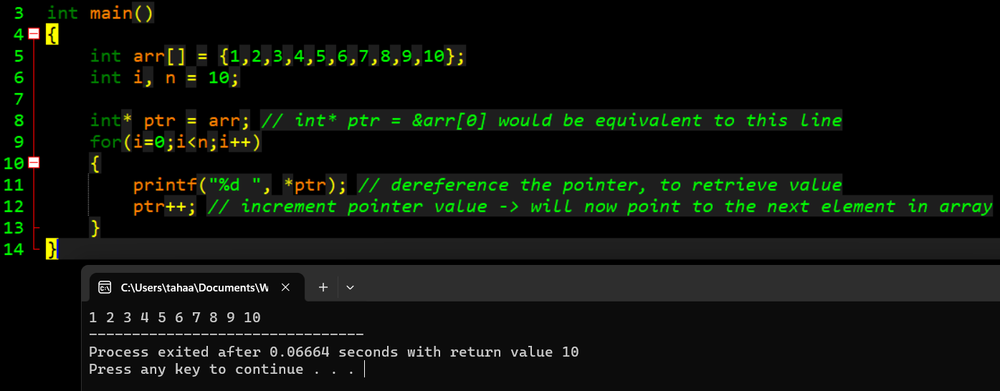 3 int main()
4 {
5 int arr[] = {1,2,3,4,5,6,7,8,9,10};
6 int i, n = 10;
7
8 int* ptr = arr; // int* ptr = &arr[0] would be equivalent to this line
9 for(i=0;i<n;i++)
10 {
11 printf("%d ", *ptr); // dereference the pointer, to retrieve value
12 ptr++; // increment pointer value -> will now point to the next element in array
13 }
14 }
C:\Users\tahaa\Documents\W
1 2 3 4 5 6 7 8 9 10
--------------------------------
Process exited after 0.06664 seconds with return value 10
Press any key to continue . . .